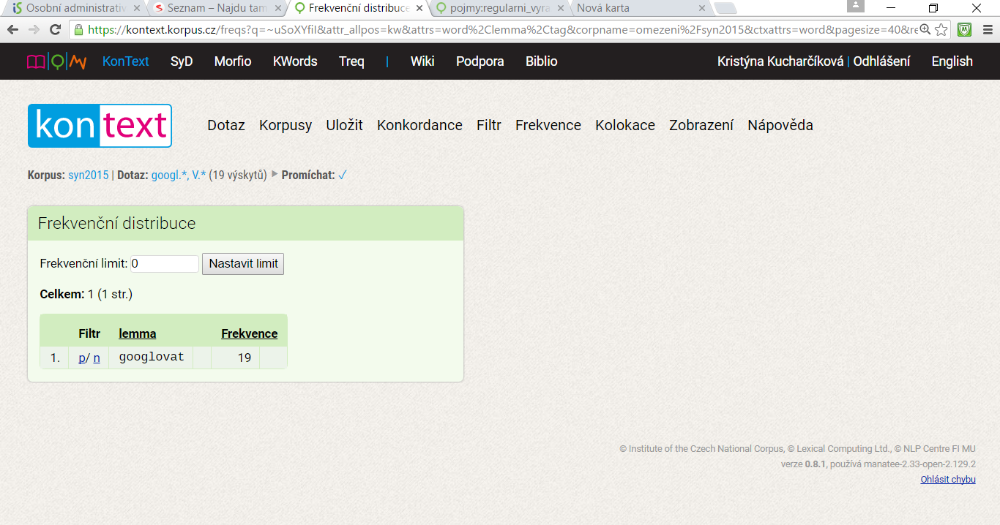 Osobní administrativ
Seznam – Najdu tam
Frekvenční distribuce
pojmy:regularni_vyra
Nová karta
https://kontext.korpus.cz/freqs?q=~uSoXYfiI&attr_allpos=kw&attrs=word%2Clemma%2Ctag&corpname=omezeni%2Fsyn2015&ctxattrs=word&pagesize=40&re
KonText SyD Morfio KWords Treq | Wiki Podpora Biblio Kristýna Kucharčíková | Odhlášení English
kontext
Dotaz Korpusy Uložit Konkordance Filtr Frekvence Kolokace Zobrazení Nápověda
Korpus: syn2015 | Dotaz: googl.*, V.* (19 výskytů) Promíchat: ✓
Frekvenční distribuce
Frekvenční limit: 0 Nastavit limit
Celkem: 1 (1 str.)
Filtr lemma Frekvence
1. p/ n googlovat 19
© Institute of the Czech National Corpus, © Lexical Computing Ltd., © NLP Centre FI MU
verze 0.8.1, používá manatee-2.33-open-2.129.2
Ohlásit chybu